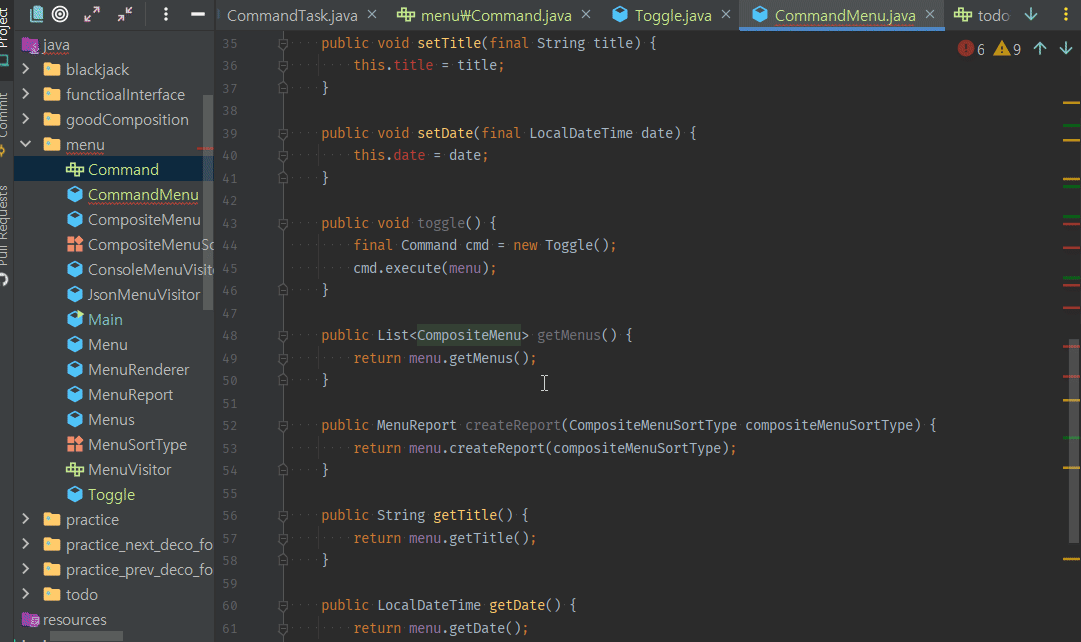 CommandTask.java
menu₩Command.java
Toggle.java
CommandMenu.java
todo
Project
Commit
Pull Requests
java
blackjack
functioalInterface
goodComposition
menu
Command
CommandMenu
CompositeMenu
CompositeMenuSo
ConsoleMenuVisit
JsonMenuVisitor
Main
Menu
MenuRenderer
MenuReport
Menus
MenuSortType
MenuVisitor
Toggle
practice
practice_next_deco_fo
practice_prev_deco_fo
todo
resources
6 9
35 public void setTitle(final String title) {
36 this.title = title;
37 }
38
39 public void setDate(final LocalDateTime date) {
40 this.date = date;
41 }
42
43 public void toggle() {
44 final Command cmd = new Toggle();
45 cmd.execute(menu);
46 }
47
48 public List<CompositeMenu> getMenus() {
49 return menu.getMenus();
50 }
51
52 public MenuReport createReport(CompositeMenuSortType compositeMenuSortType) {
53 return menu.createReport(compositeMenuSortType);
54 }
55
56 public String getTitle() {
57 return menu.getTitle();
58 }
59
60 public LocalDateTime getDate() {
61 return menu.getDate();